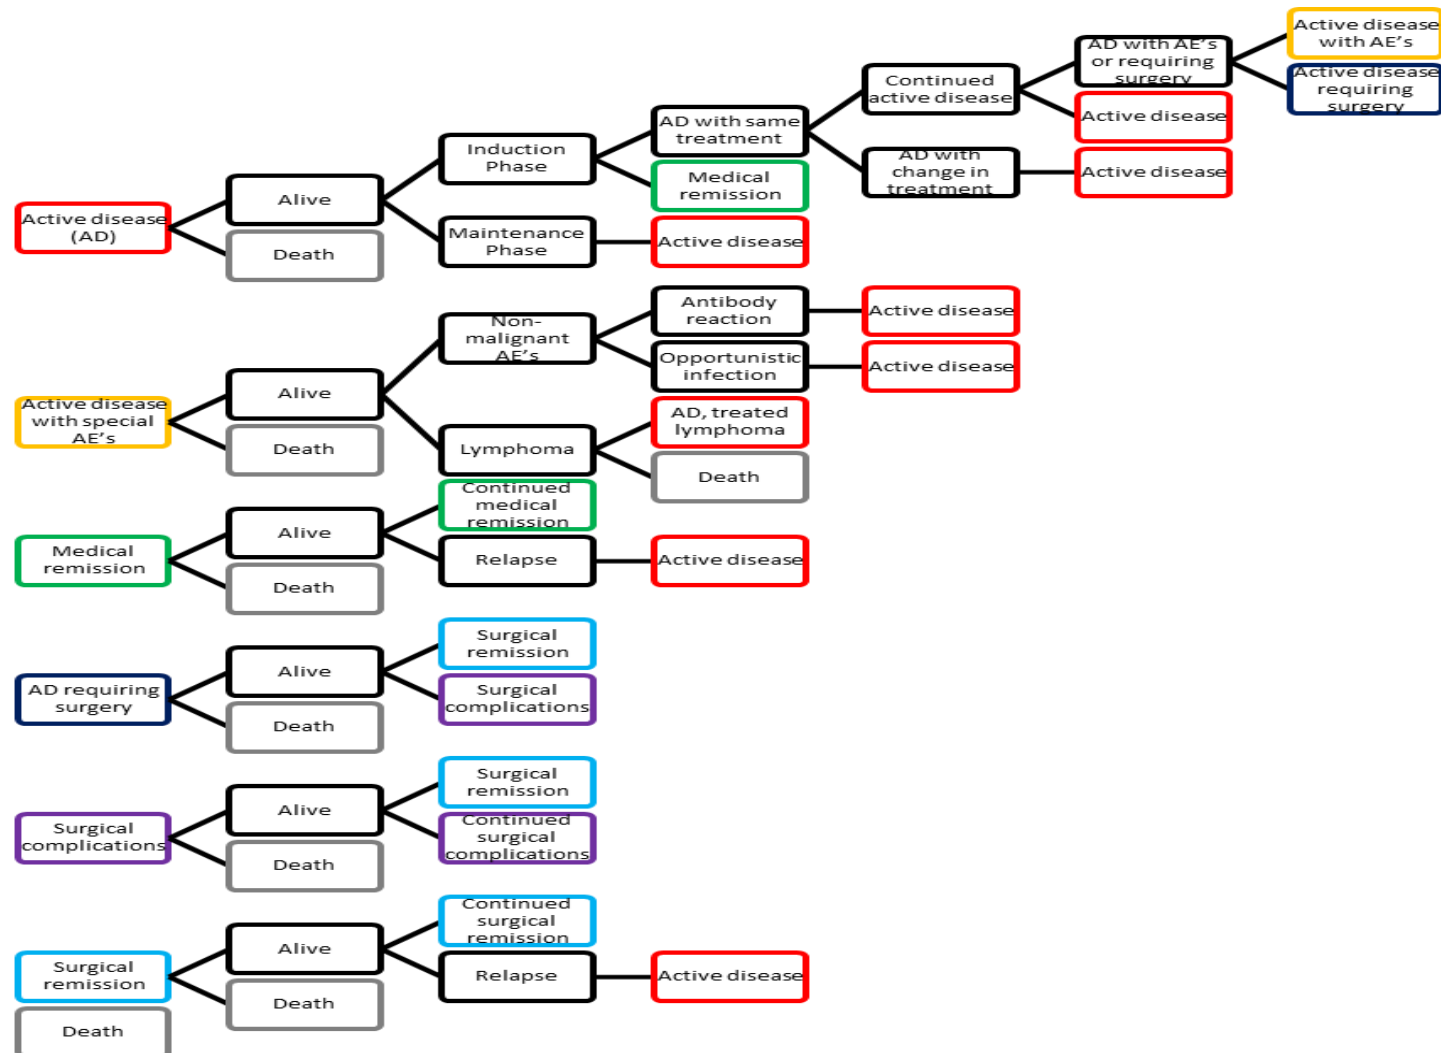 Active disease
(AD)
Alive
Death
Induction
Phase
Maintenance
Phase
AD with same
treatment
Medical
remission
Active disease
Continued
active disease
AD with
change in
treatment
AD with AE's
or requiring
surgery
Active disease
Active disease
Active disease
with AE's
Active disease
requiring
surgery
Active disease
with special
AE's
Alive
Death
Non-
malignant
AE's
Lymphoma
Antibody
reaction
Opportunistic
infection
AD, treated
lymphoma
Death
Active disease
Active disease
Medical
remission
Alive
Death
Continued
medical
remission
Relapse
Active disease
AD requiring
surgery
Alive
Death
Surgical
remission
Surgical
complications
Surgical
complications
Alive
Death
Surgical
remission
Continued
surgical
complications
Surgical
remission
Alive
Death
Continued
surgical
remission
Relapse
Active disease
Death